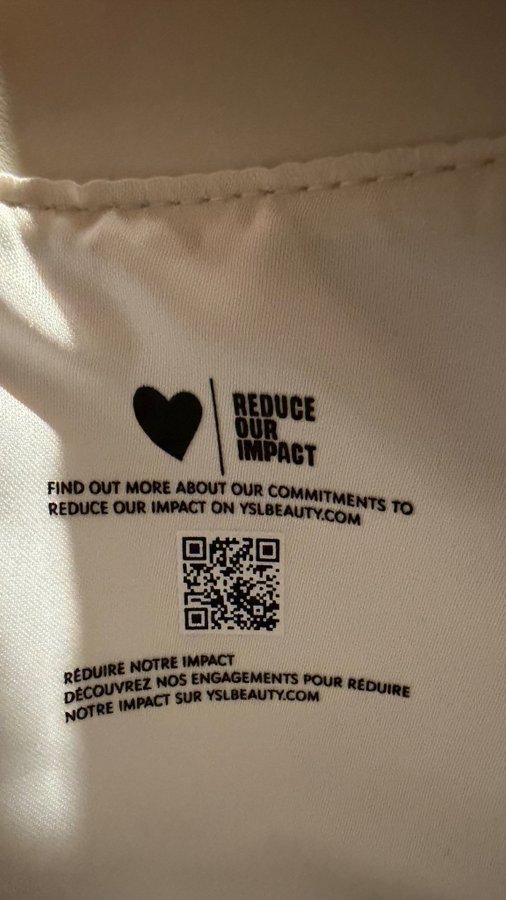 REDUCE
OUR
IMPACT
FIND OUT MORE ABOUT OUR COMMITMENTS TO
REDUCE OUR IMPACT ON YSLBEAUTY.COM
RÉDUIRE NOTRE IMPACT
DÉCOUVREZ NOS ENGAGEMENTS POUR RÉDUIRE
NOTRE IMPACT SUR YSLBEAUTY.COM